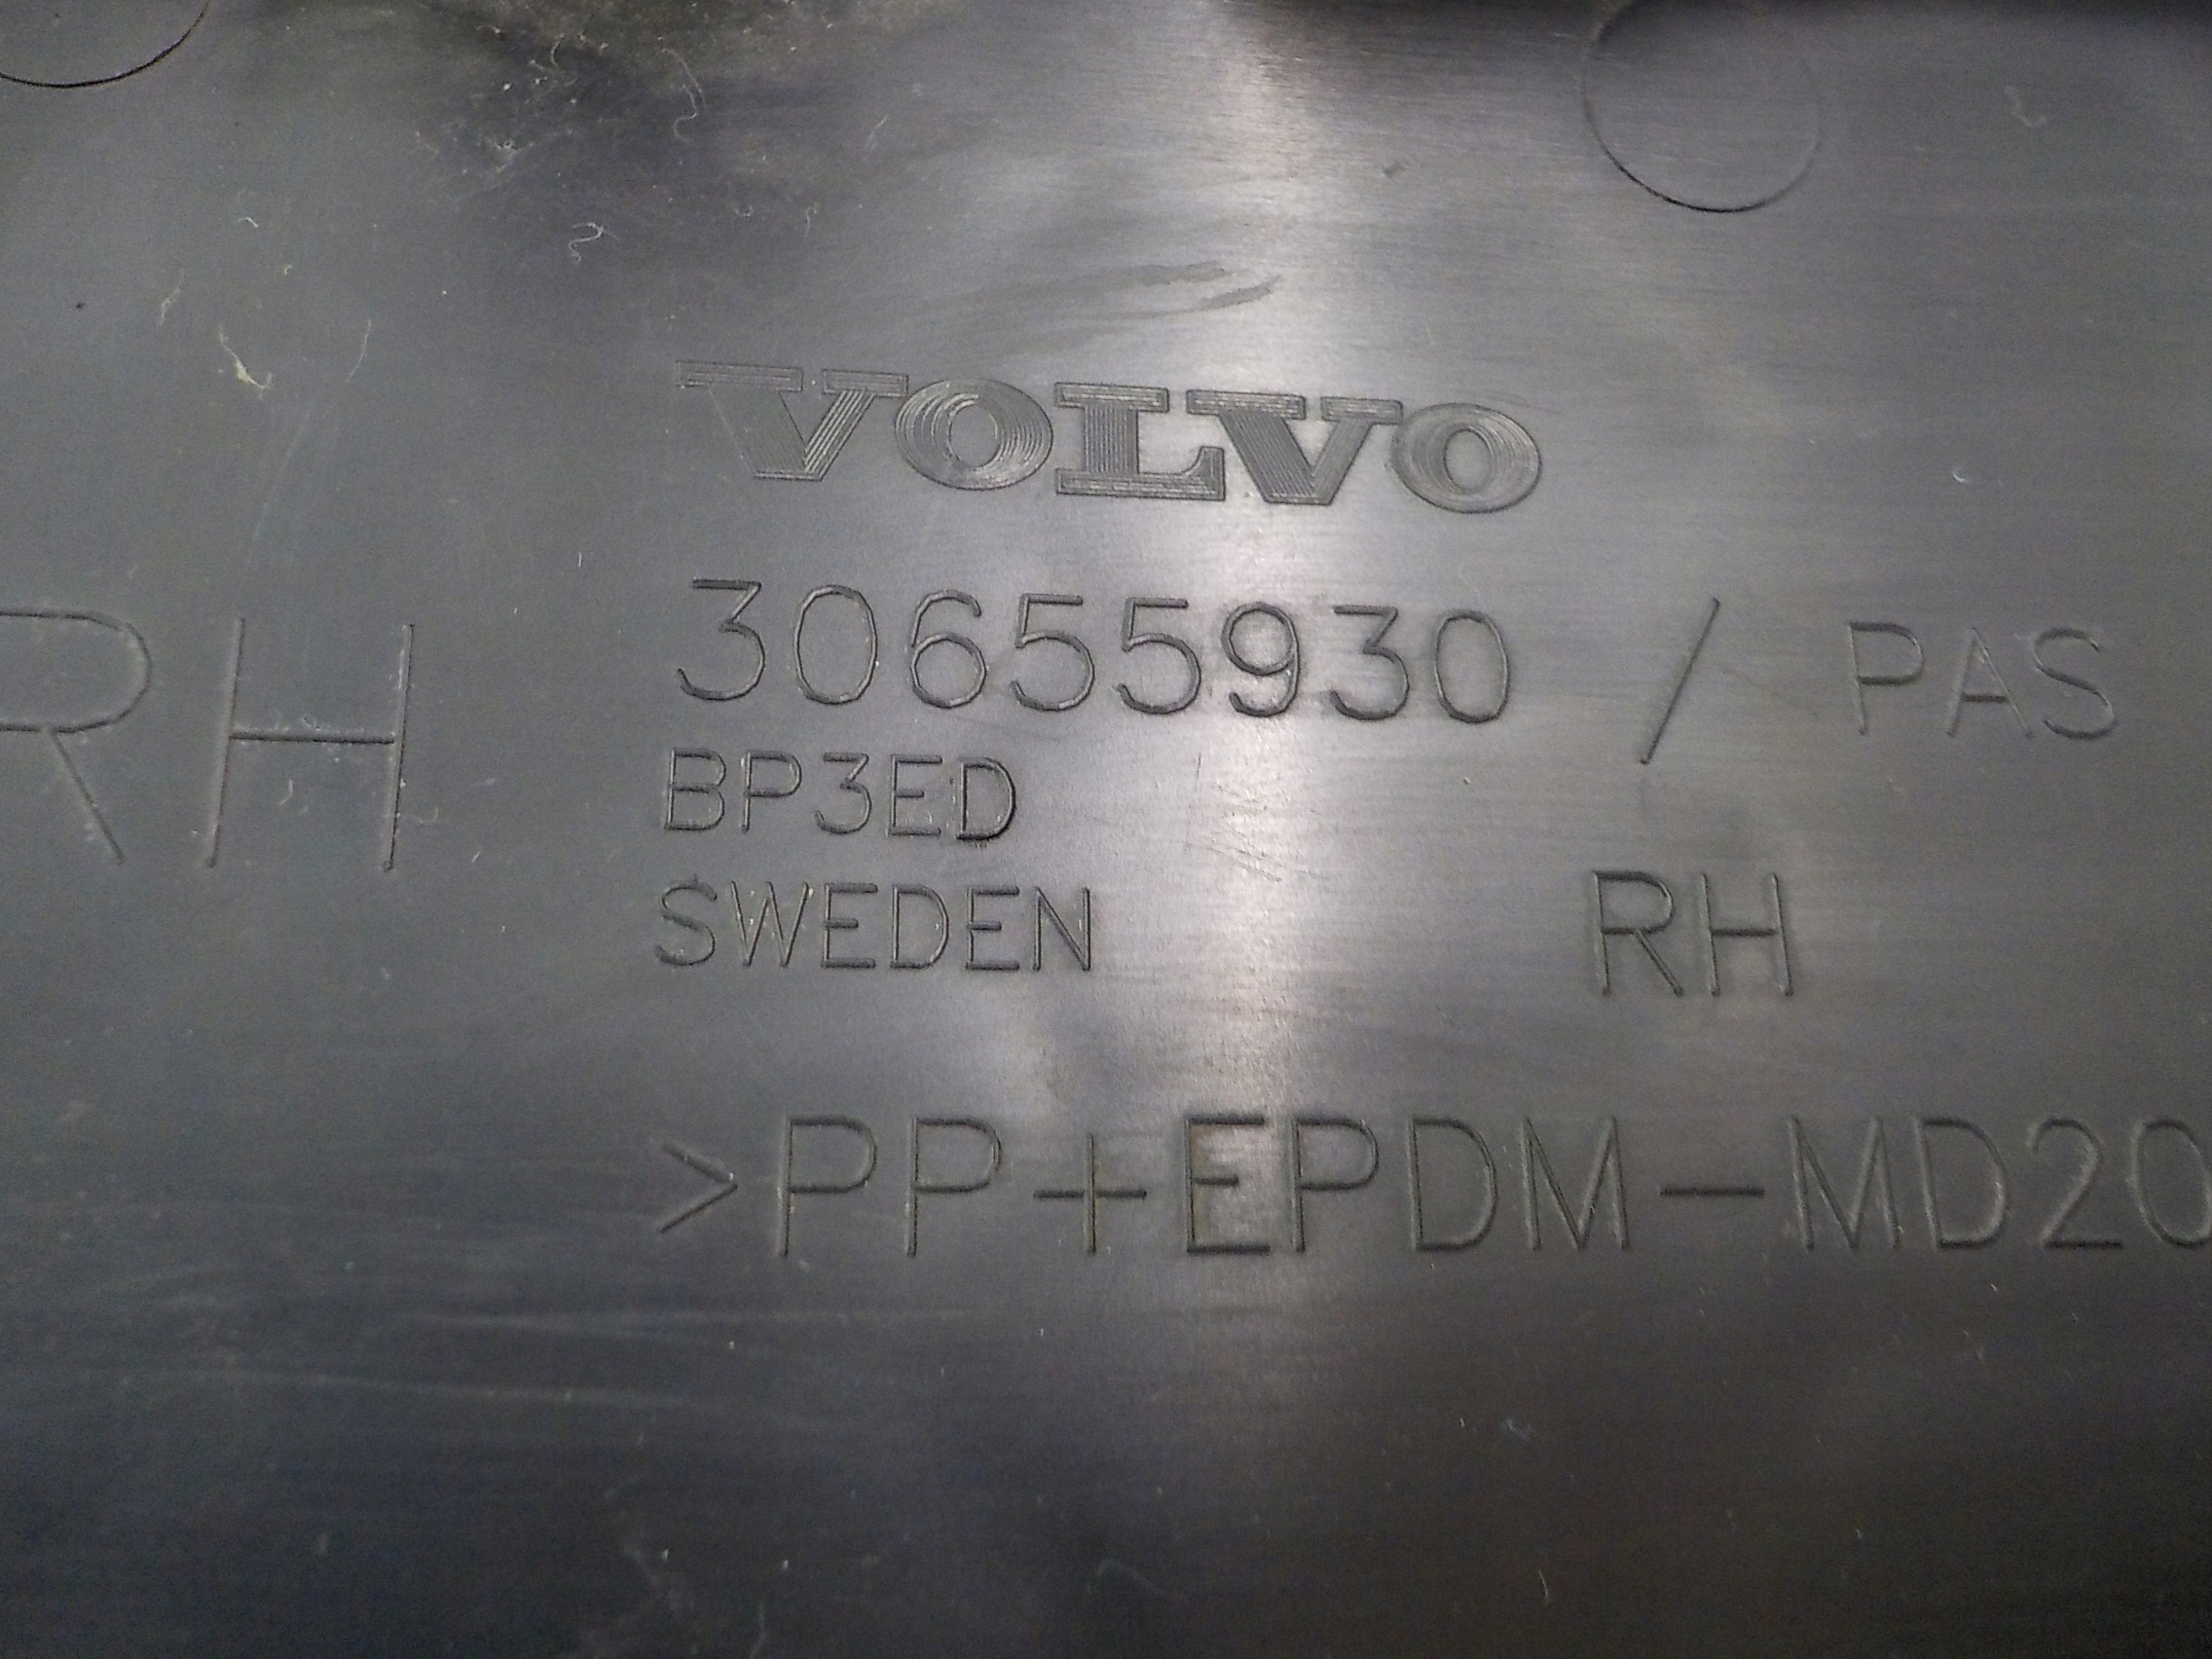 VOLVO
30655930 / PAS
RH
BP3ED
SWEDEN
RH
>PP+EPDM-MD20